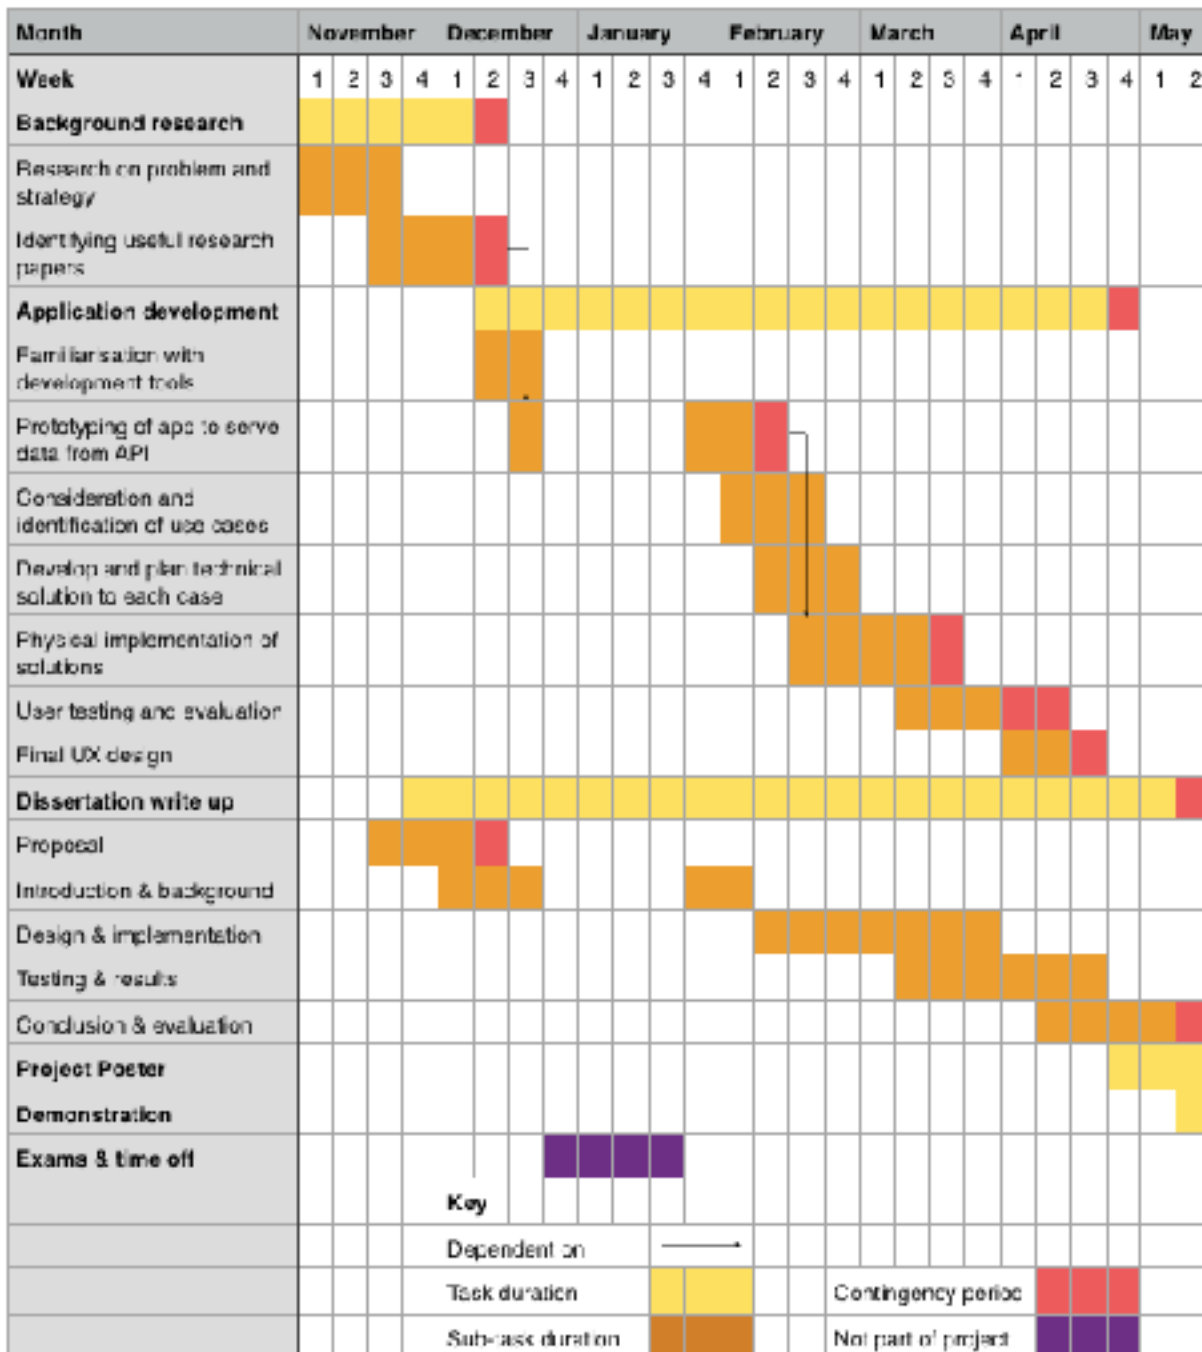 Month November December January February March April May
Week 1 2 3 4 1 2 3 4 1 2 3 4 1 3 4 1 2 3 4 1 2 3 4 1 2
Background research
Research on problem and
strategy
Identifying useful research
papers
Application development
Familiarisation with
development tools
Prototyping of app to serve
data from API
Consideration and
identification of use cases
Develop and plan technical
solution to each case
Physical implementation of
solutions
User testing and evaluation
Final UX design
Dissertation write up
Proposal
Introduction & background
Design & implementation
Testing & results
Conclusion & evaluation
Project Poster
Demonstration
Exams & time off
Key
Dependent on
Task duration Contingency period
Sub-task duration Not part of project